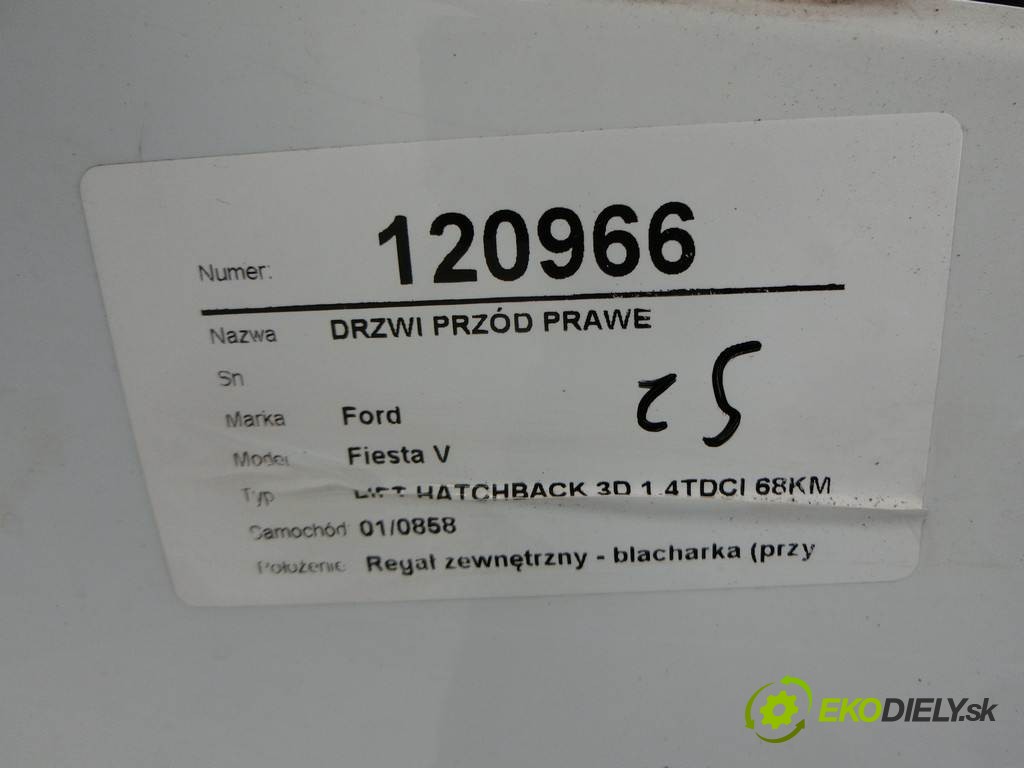 Numer: 120966
Nazwa DRZWI PRZÓD PRAWE
Sn
Marka Ford
Model Fiesta V
Typ LIFT HATCHBACK 3D 1.4TDCI 68KM
Samochód 01/0858
Położenie Regał zewnętrzny - blacharka (przy
EKODIELY.sk